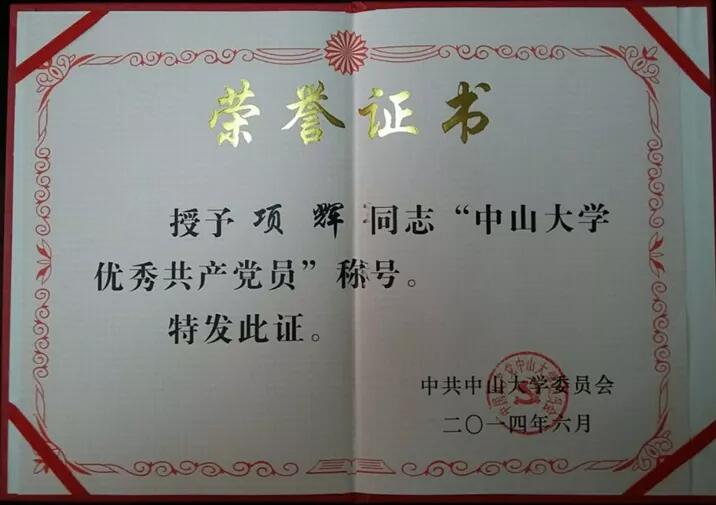 荣誉证书
授予 项辉 同志“中山大学
优秀共产党员”称号。
特发此证。
中共中山大学委员会
二〇一四年六月